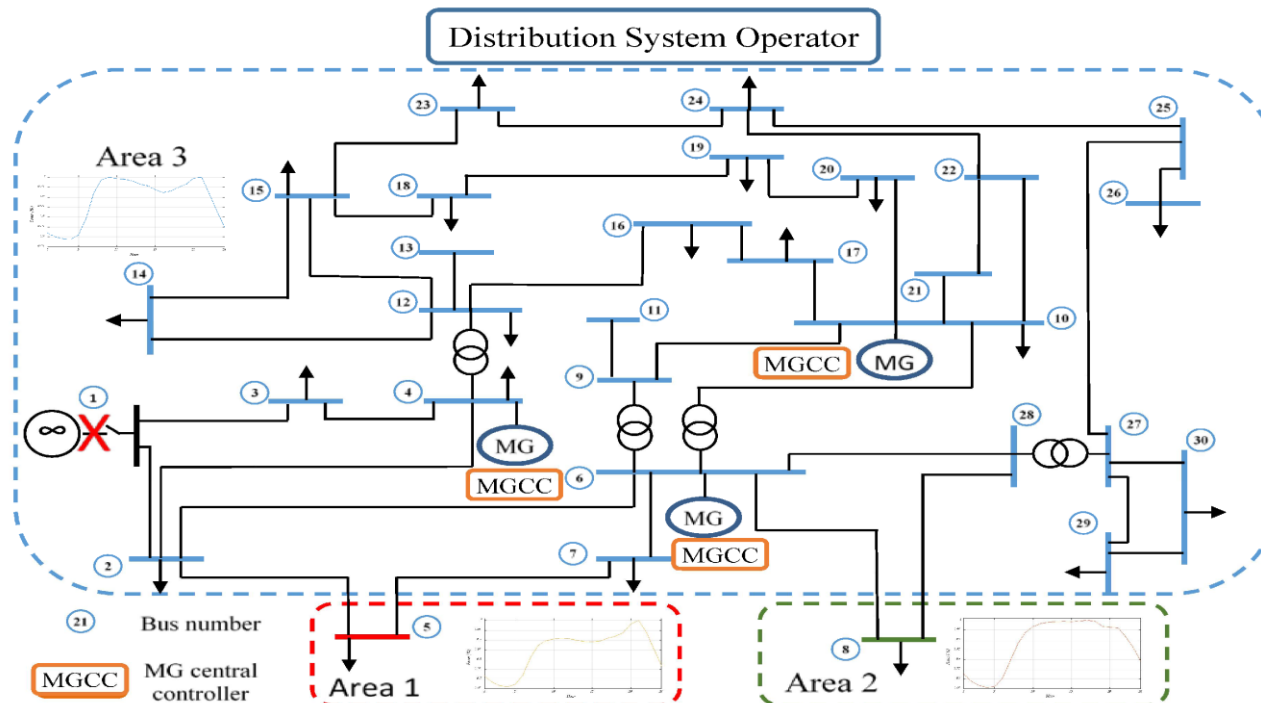 Distribution System Operator
23
24
25
Area 3
19
15
18
20
22
26
16
13
17
14
12
21
11
10
MGCC
MG
9
1
3
4
28
27
30
∞
MG
6
MGCC
MG
29
2
7
MGCC
21
Bus number
5
8
MGCC
MG central
controller
Area 1
Area 2